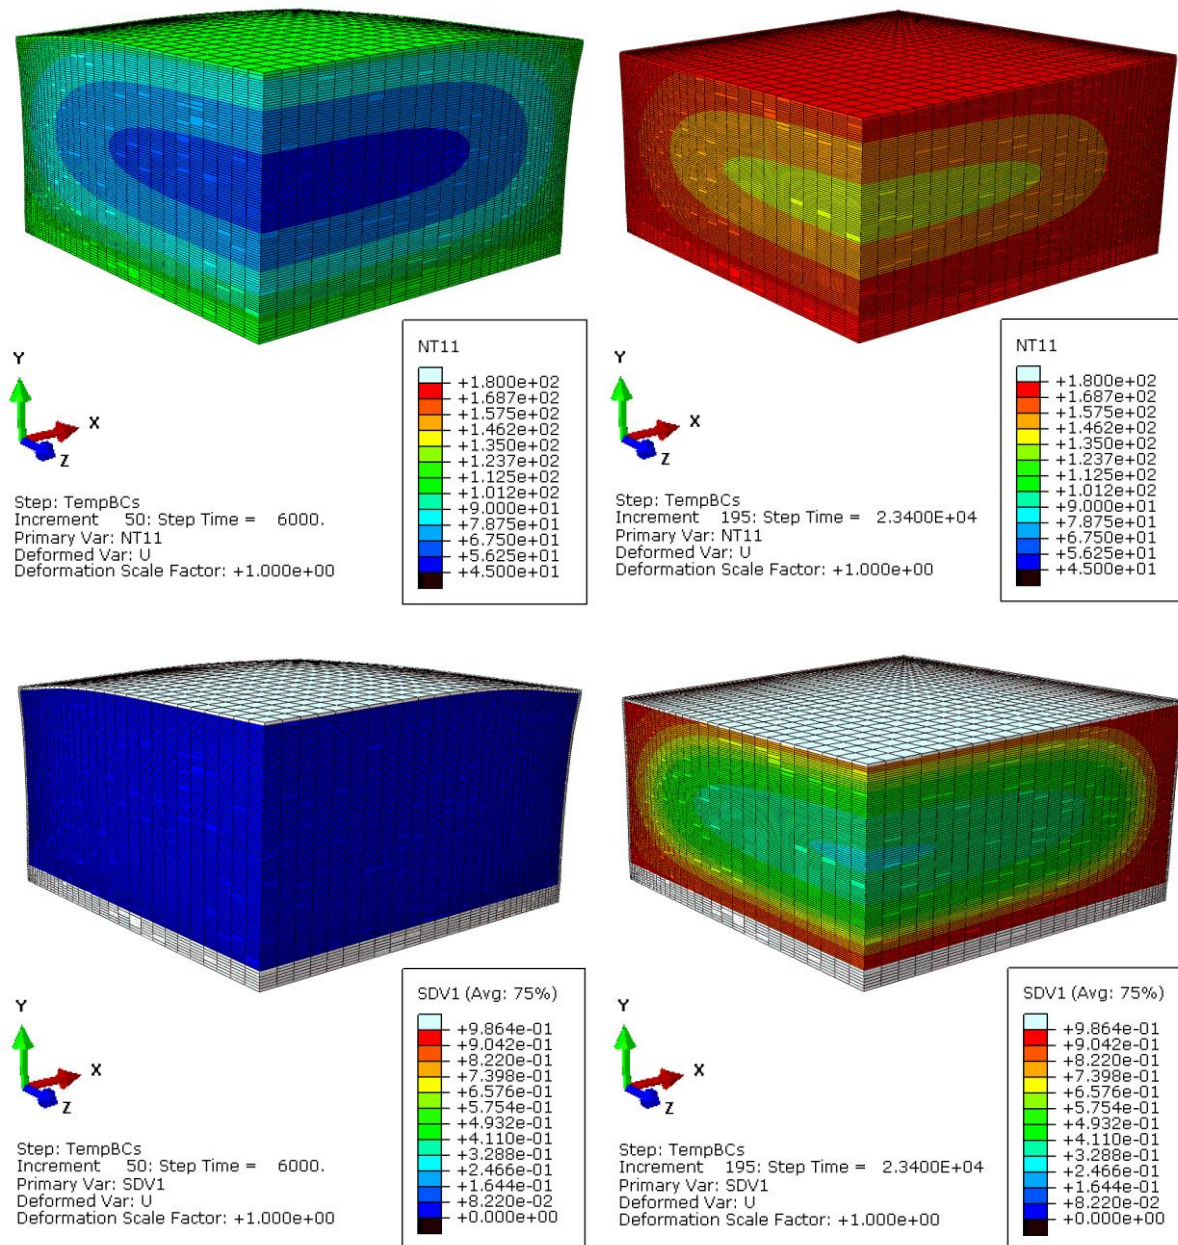 NT11
+1.800e+02
+1.687e+02
+1.575e+02
+1.462e+02
+1.350e+02
+1.237e+02
+1.125e+02
+1.012e+02
+9.000e+01
+7.875e+01
+6.750e+01
+5.625e+01
+4.500e+01
Y
X
Z
Step: TempBCs
Increment 50: Step Time = 6000.
Primary Var: NT11
Deformed Var: U
Deformation Scale Factor: +1.000e+00
NT11
+1.800e+02
+1.687e+02
+1.575e+02
+1.462e+02
+1.350e+02
+1.237e+02
+1.125e+02
+1.012e+02
+9.000e+01
+7.875e+01
+6.750e+01
+5.625e+01
+4.500e+01
Y
X
Z
Step: TempBCs
Increment 195: Step Time = 2.3400E+04
Primary Var: NT11
Deformed Var: U
Deformation Scale Factor: +1.000e+00
SDV1 (Avg: 75%)
+9.864e-01
+9.042e-01
+8.220e-01
+7.398e-01
+6.576e-01
+5.754e-01
+4.932e-01
+4.110e-01
+3.288e-01
+2.466e-01
+1.644e-01
+8.220e-02
+0.000e+00
Y
X
Z
Step: TempBCs
Increment 50: Step Time = 6000.
Primary Var: SDV1
Deformed Var: U
Deformation Scale Factor: +1.000e+00
SDV1 (Avg: 75%)
+9.864e-01
+9.042e-01
+8.220e-01
+7.398e-01
+6.576e-01
+5.754e-01
+4.932e-01
+4.110e-01
+3.288e-01
+2.466e-01
+1.644e-01
+8.220e-02
+0.000e+00
Y
X
Z
Step: TempBCs
Increment 195: Step Time = 2.3400E+04
Primary Var: SDV1
Deformed Var: U
Deformation Scale Factor: +1.000e+00